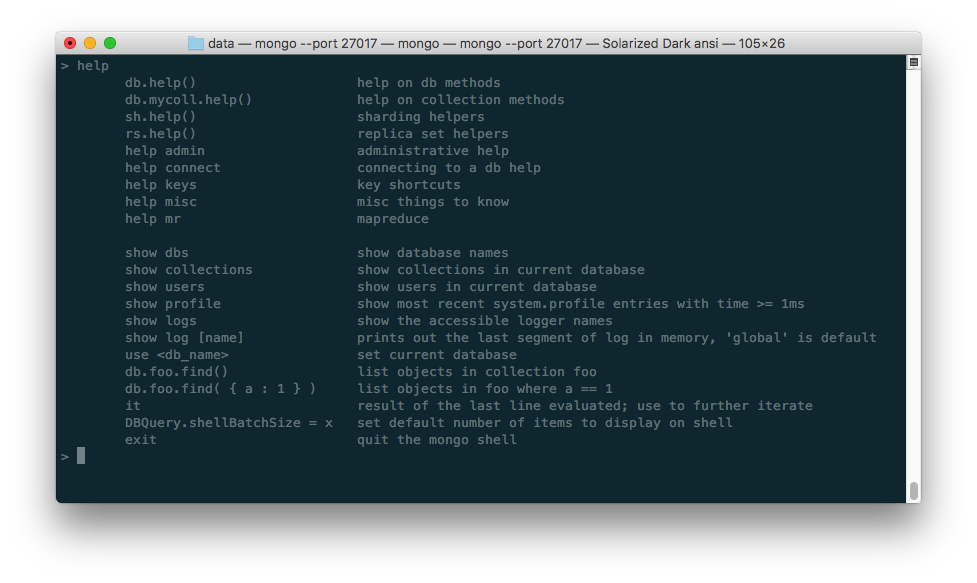 data — mongo --port 27017 — mongo — mongo --port 27017 — Solarized Dark ansi — 105×26
> help
db.help() help on db methods
db.mycoll.help() help on collection methods
sh.help() sharding helpers
rs.help() replica set helpers
help admin administrative help
help connect connecting to a db help
help keys key shortcuts
help misc misc things to know
help mr mapreduce
show dbs show database names
show collections show collections in current database
show users show users in current database
show profile show most recent system.profile entries with time >= 1ms
show logs show the accessible logger names
show log [name] prints out the last segment of log in memory, 'global' is default
use <db_name> set current database
db.foo.find() list objects in collection foo
db.foo.find( { a : 1 } ) list objects in foo where a == 1
it result of the last line evaluated; use to further iterate
DBQuery.shellBatchSize = x set default number of items to display on shell
exit quit the mongo shell
>